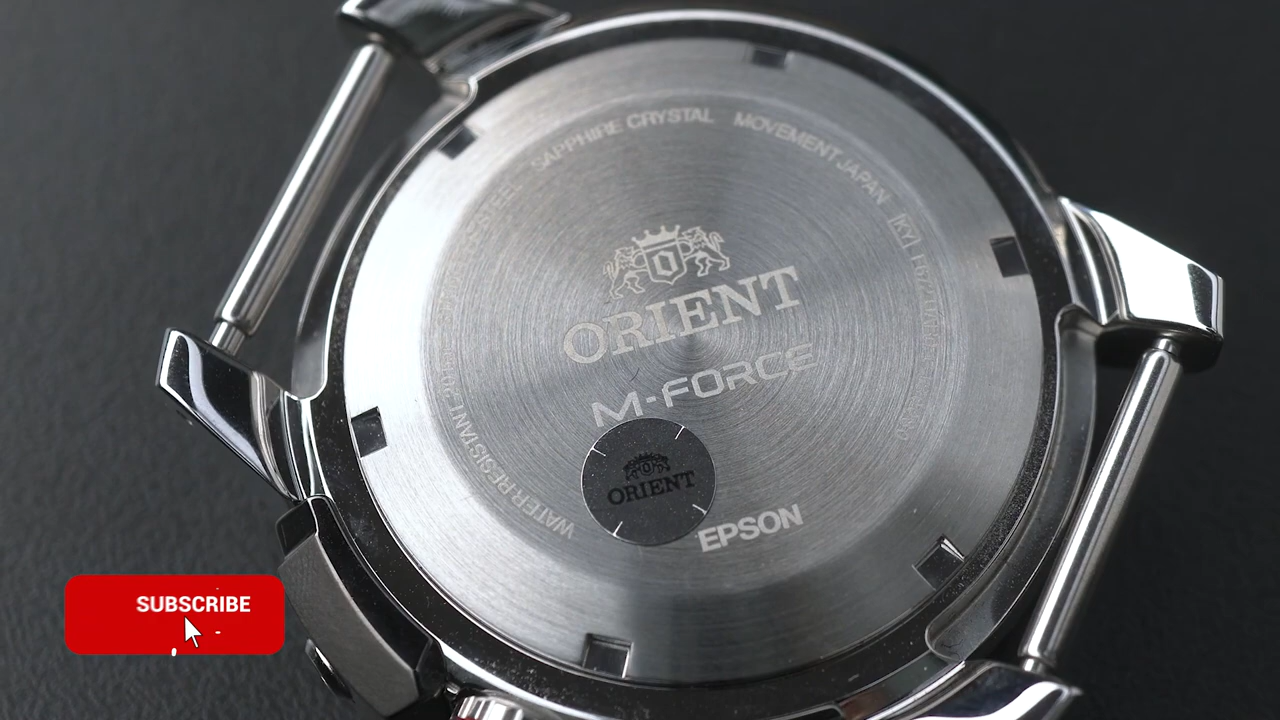 SAPPHIRE CRYSTAL MOVEMENT JAPAN
WATER RESISTANT
ORIENT
M-FORCE
ORIENT
EPSON
SUBSCRIBE